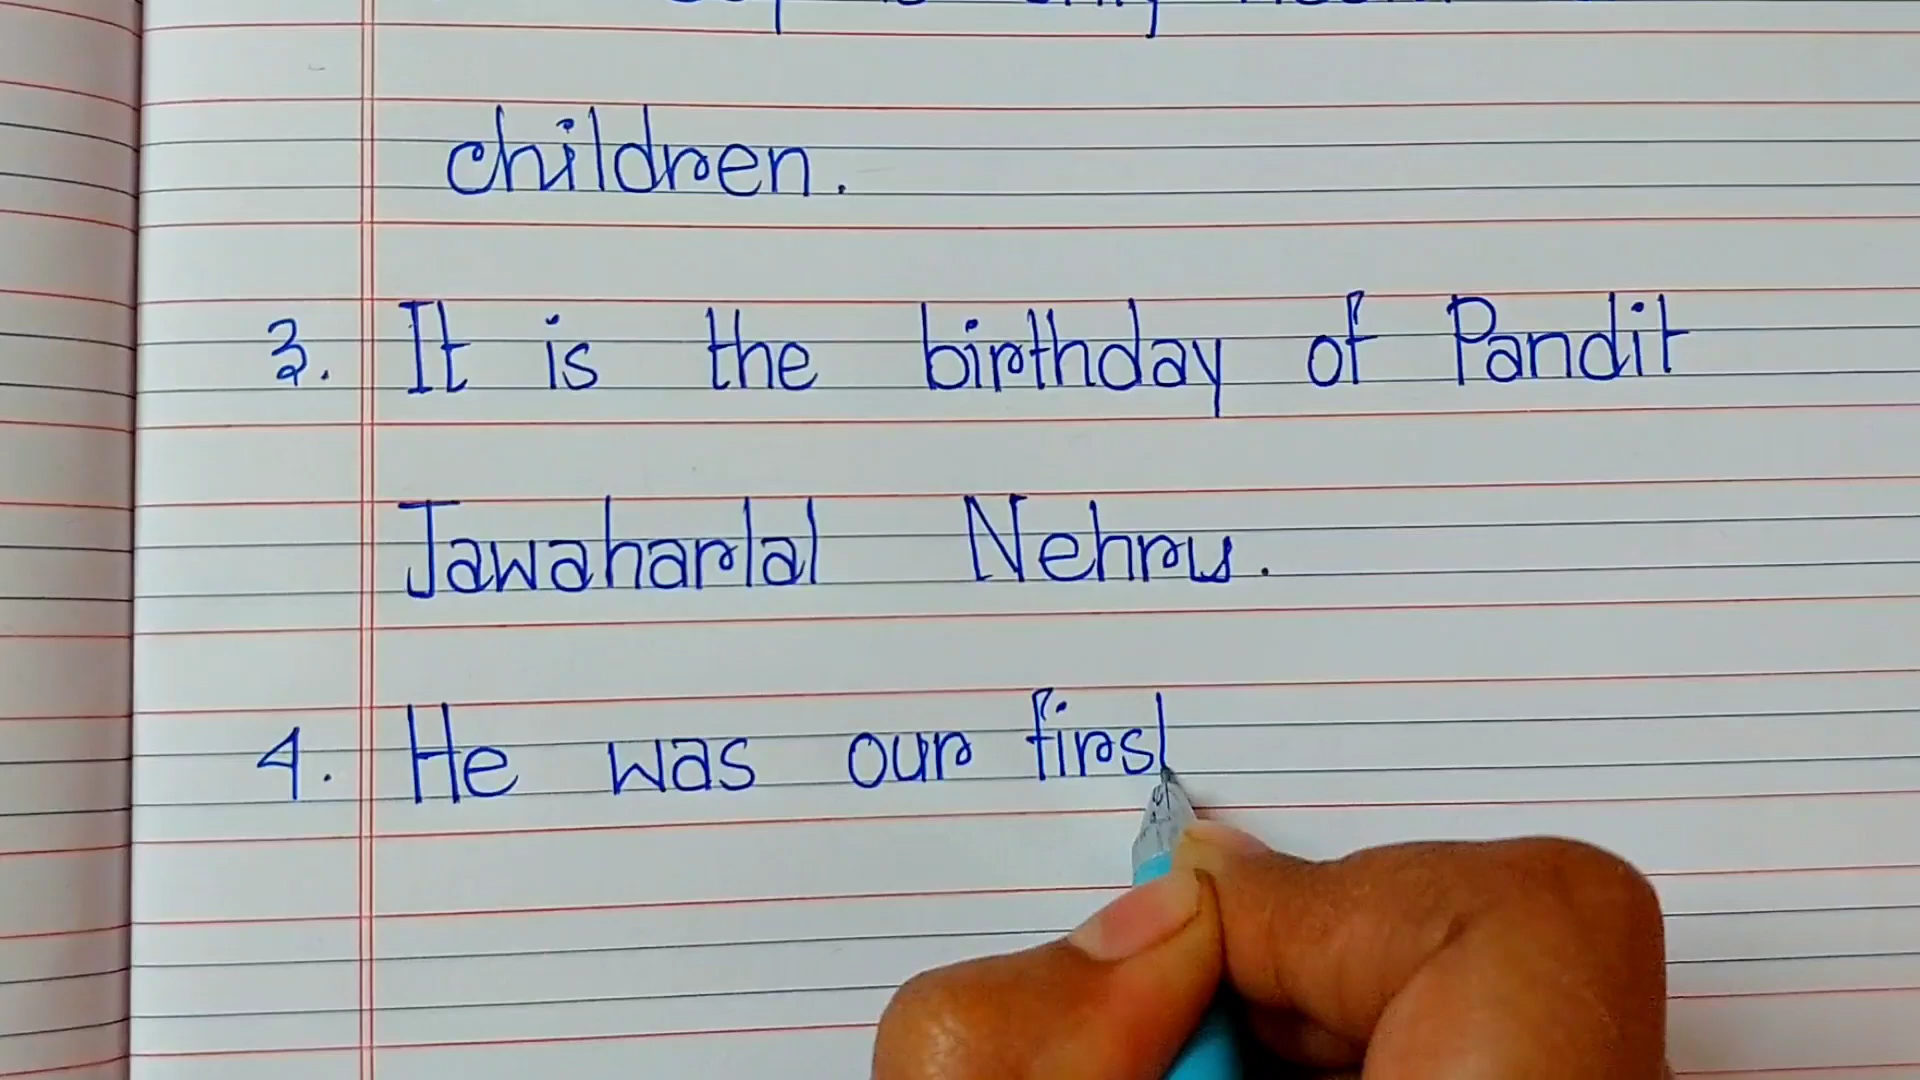 children.
3. It is the birthday of Pandit
Jawaharlal Nehru.
4. He was our first